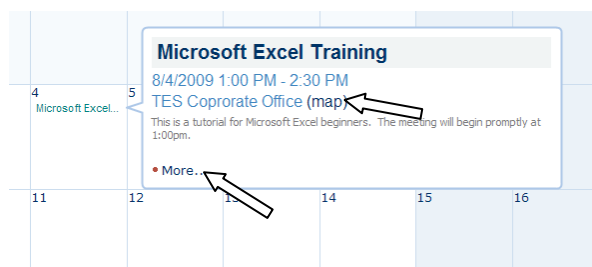 Microsoft Excel Training
8/4/2009 1:00 PM - 2:30 PM
TES Coprorate Office (map)
This is a tutorial for Microsoft Excel beginners.  The meeting will begin promptly at
1:00pm.
• More...
4
5
Microsoft Excel...
11
12
13
14
15
16